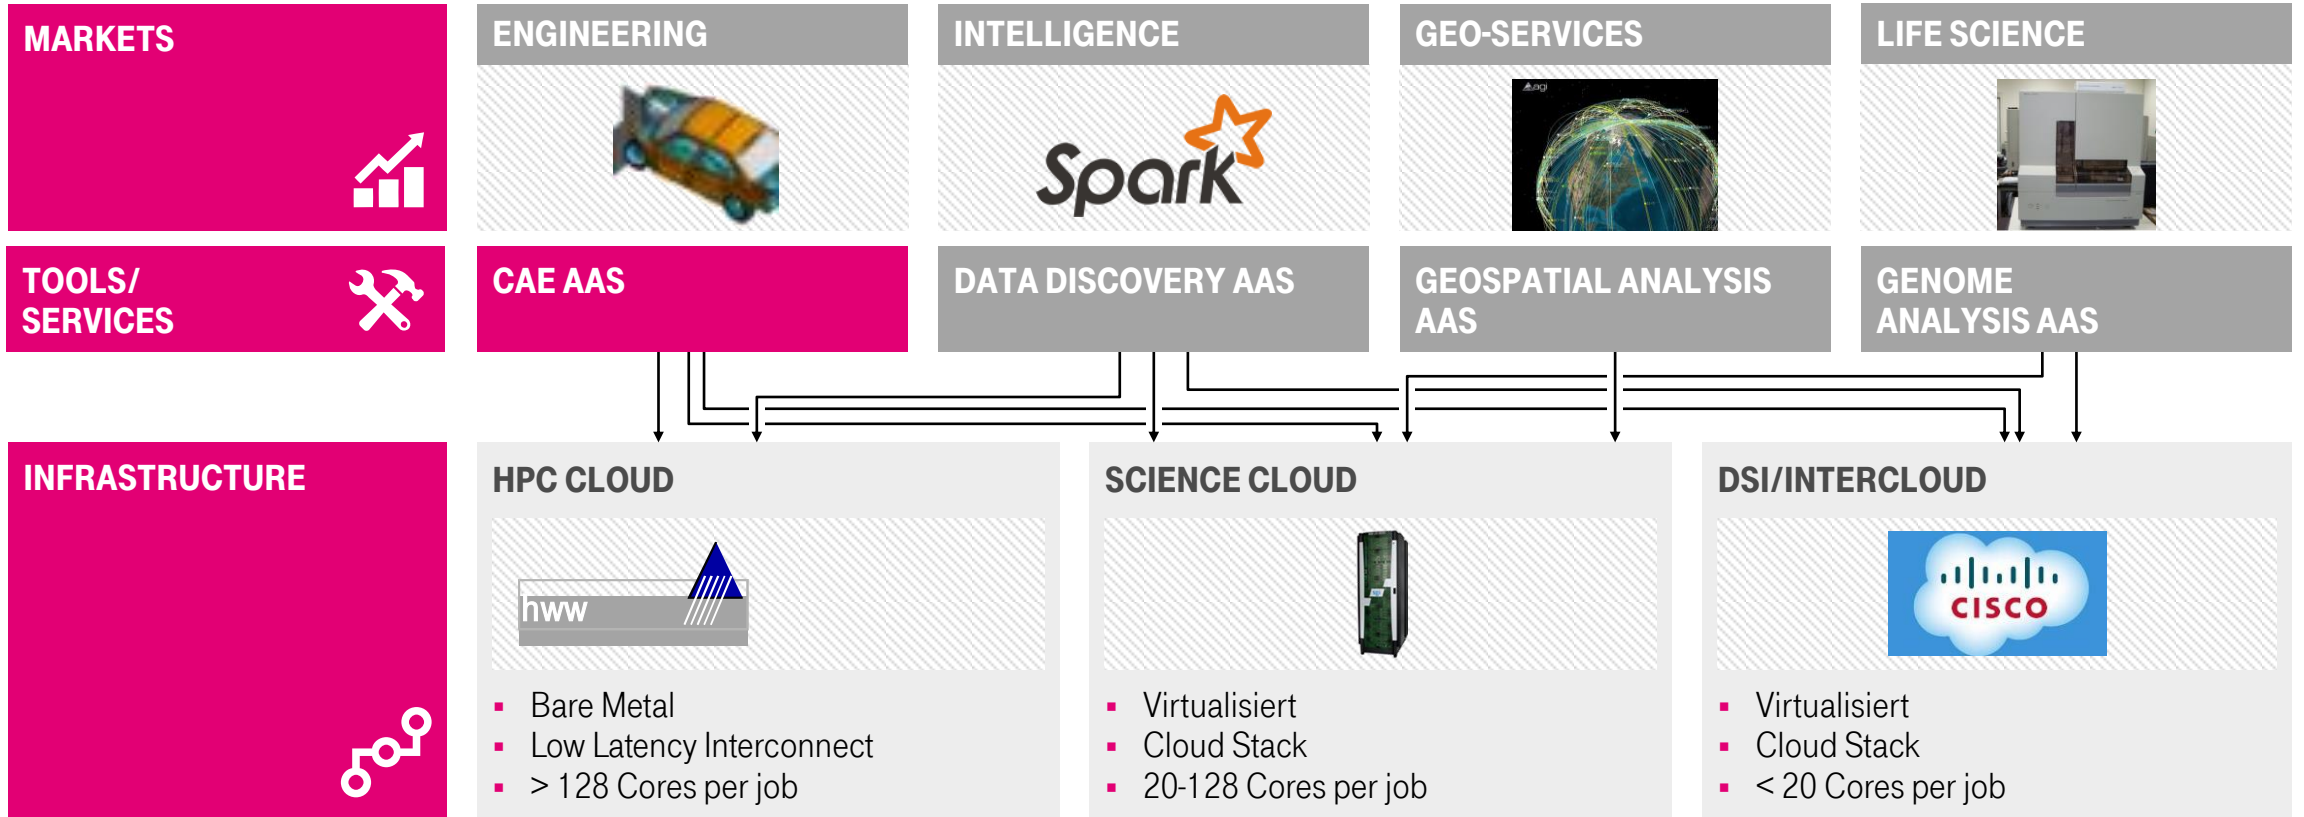 MARKETS
ENGINEERING
INTELLIGENCE
GEO-SERVICES
LIFE SCIENCE
Spark
agi
TOOLS/
SERVICES
CAE AAS
DATA DISCOVERY AAS
GEOSPATIAL ANALYSIS
AAS
GENOME
ANALYSIS AAS
INFRASTRUCTURE
HPC CLOUD
hww
▪ Bare Metal
▪ Low Latency Interconnect
▪ > 128 Cores per job
SCIENCE CLOUD
▪ Virtualisiert
▪ Cloud Stack
▪ 20-128 Cores per job
DSI/INTERCLOUD
CISCO
▪ Virtualisiert
▪ Cloud Stack
▪ < 20 Cores per job